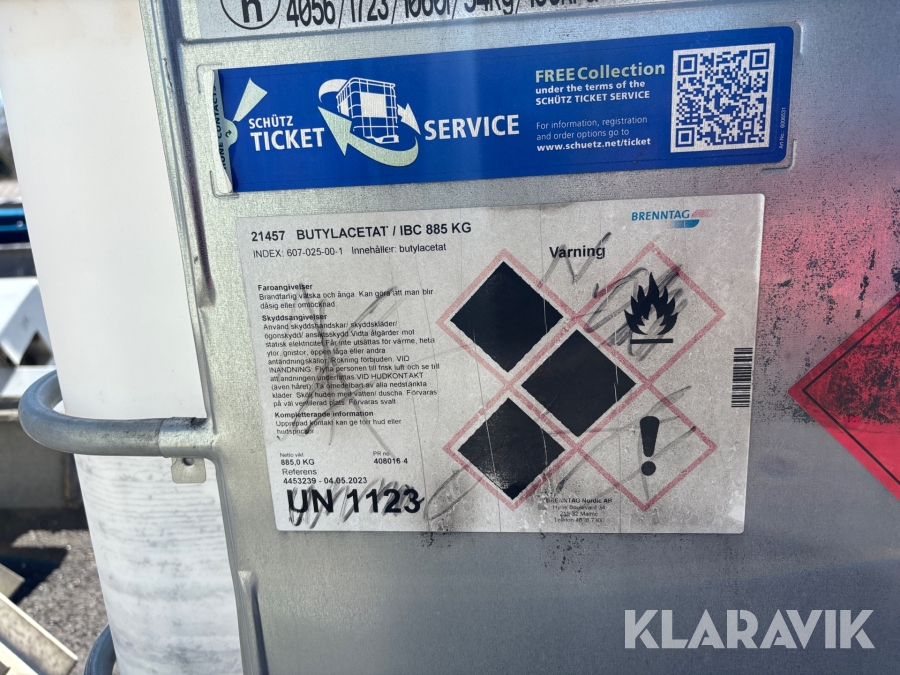 n
4056/1723/1060l/54kg/100kPa
SCHÜTZ
TICKET
SERVICE
FREE Collection
under the terms of the
SCHÜTZ TICKET SERVICE
For information, registration
and order options go to
www.schuetz.net/ticket
BRENNTAG
21457 BUTYLACETAT / IBC 885 KG
INDEX: 607-025-00-1 Innehåller: butylacetat
Varning
Faroangivelser
Brandfarlig vätska och ånga. Kan göra att man blir
dåsig eller omtöcknad
Skyddsangivelser
Använd skyddshandskar/ skyddskläder/
ögonskydd/ ansiktsskydd.Vidta åtgärder mot
statisk elektricitet.Får inte utsättas för värme, heta
ytor, gnistor, öppen låga eller andra
antändningskällor. Rökning förbjuden. VID
INANDNING: Flytta personen till frisk luft och se till
att andningen underlättas.VID HUDKONTAKT
(även håret): Ta omedelbart av alla nedstänkta
kläder. Skölj huden med vatten/ duscha. Förvaras
på väl ventilerad plats. Förvaras svalt
Kompletterande information
Upprepad kontakt kan ge torr hud eller
hudsprickor
Netto vikt
885,0 KG
PR no
408016 4
Referens
4453239 - 04.05.2023
UN 1123
BRENNTAG Nordic AB
KLARAVIK